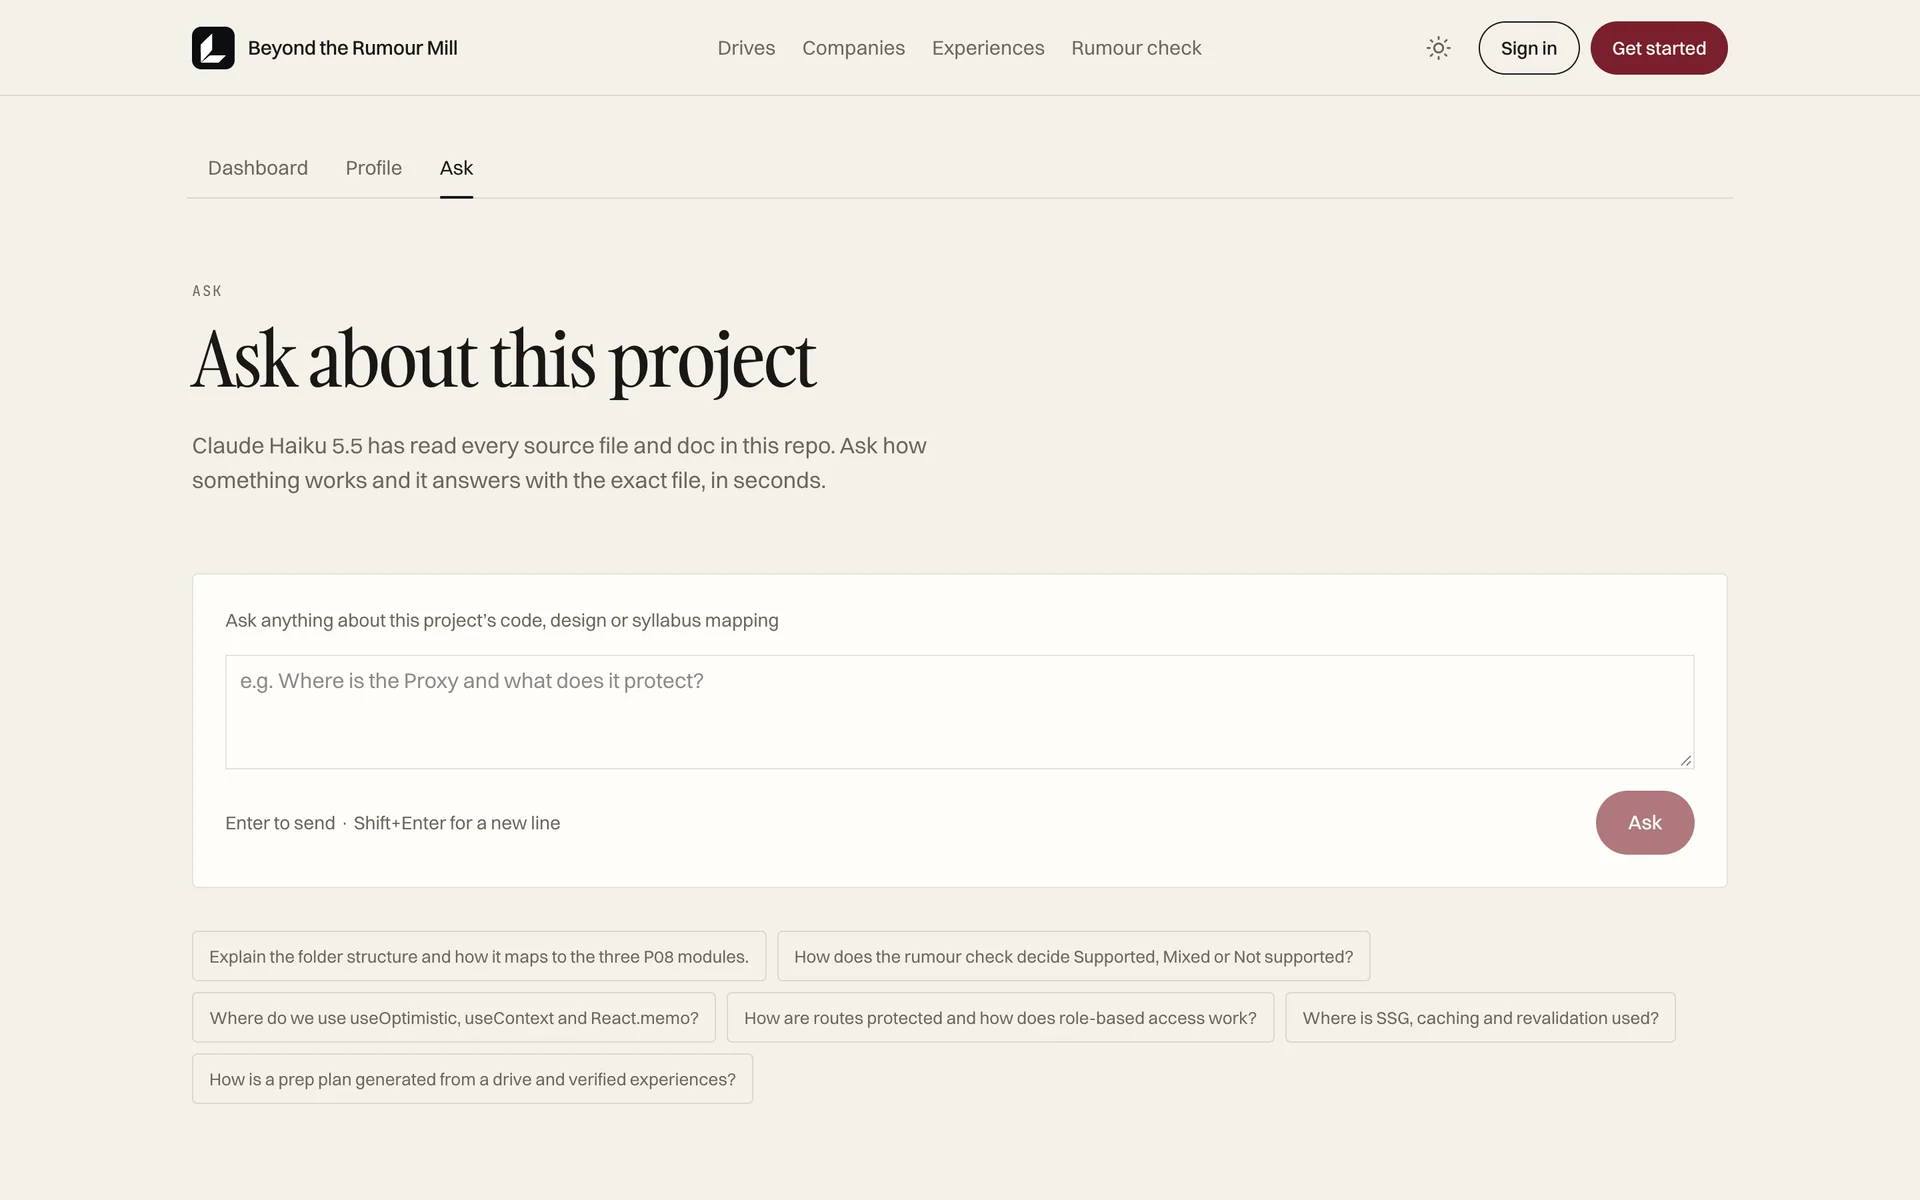 Beyond the Rumour Mill
Drives
Companies
Experiences
Rumour check
Sign in
Get started
Dashboard
Profile
Ask
ASK
Ask about this project
Claude Haiku 5.5 has read every source file and doc in this repo. Ask how
something works and it answers with the exact file, in seconds.
Ask anything about this project’s code, design or syllabus mapping
e.g. Where is the Proxy and what does it protect?
Enter to send · Shift+Enter for a new line
Ask
Explain the folder structure and how it maps to the three P08 modules.
How does the rumour check decide Supported, Mixed or Not supported?
Where do we use useOptimistic, useContext and React.memo?
How are routes protected and how does role-based access work?
Where is SSG, caching and revalidation used?
How is a prep plan generated from a drive and verified experiences?